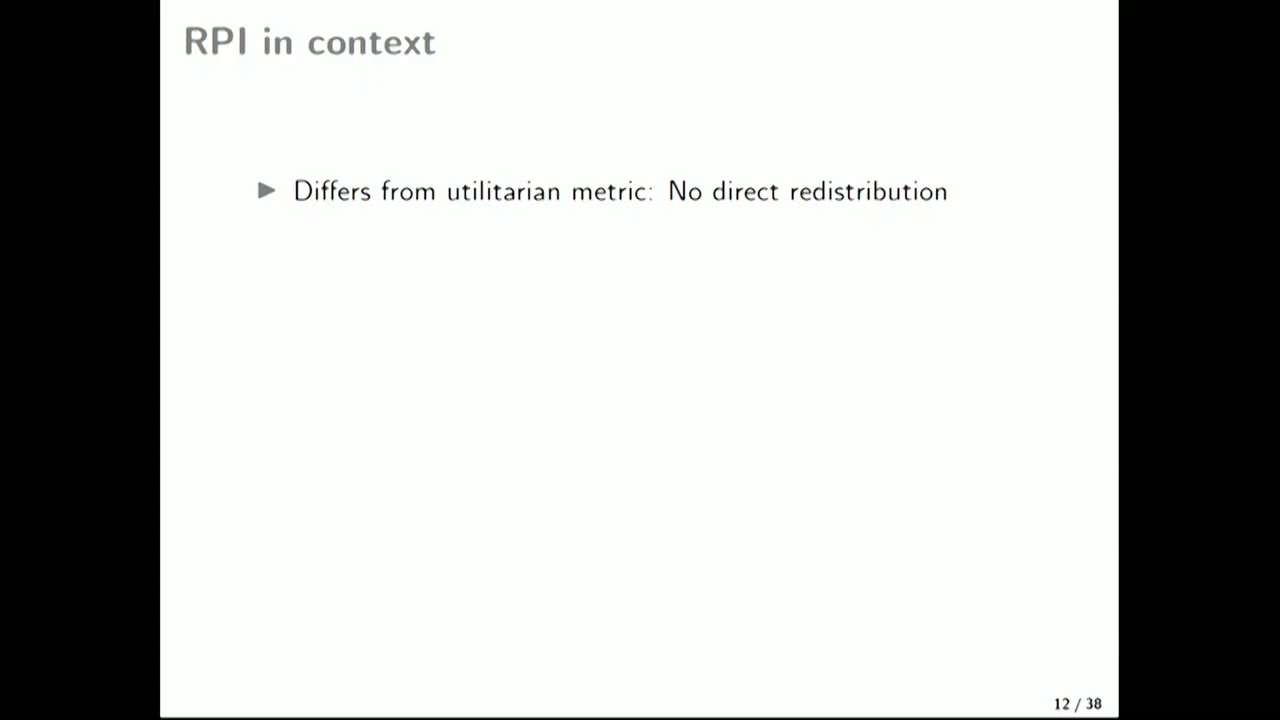 RPI in context
▶ Differs from utilitarian metric: No direct redistribution
12 / 38